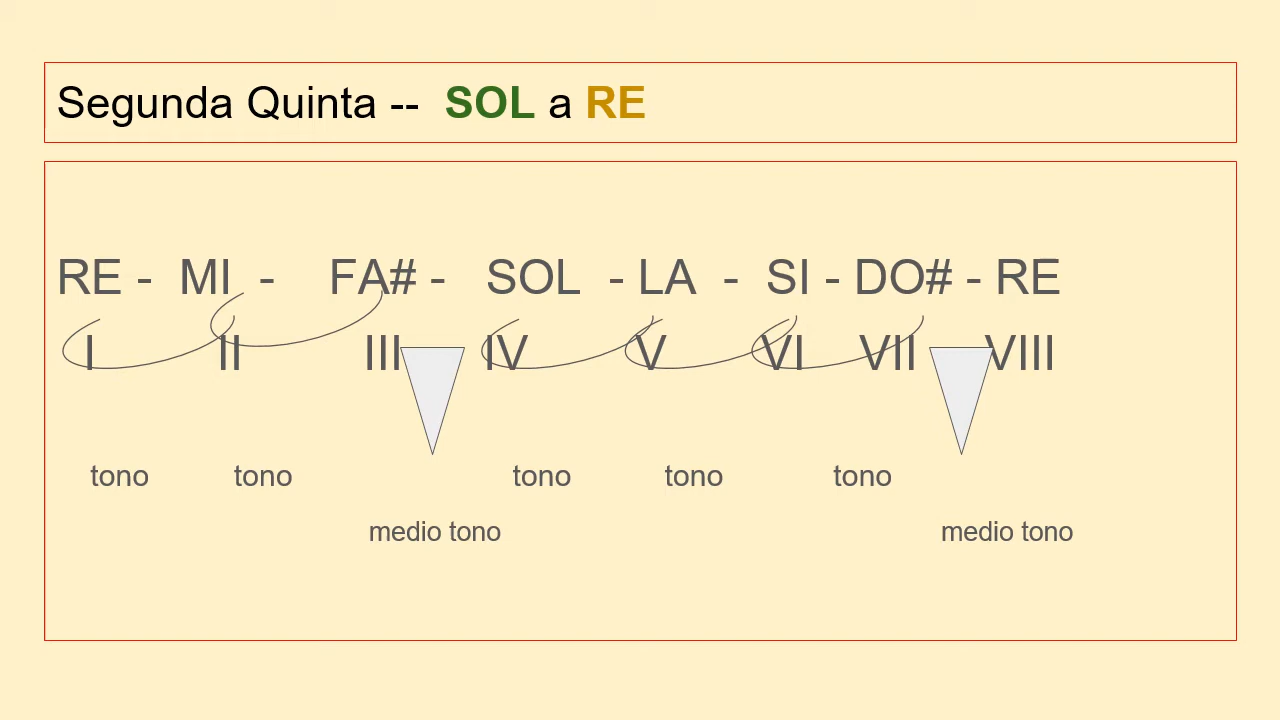 Segunda Quinta -- SOL a RE
RE - MI - FA# - SOL - LA - SI - DO# - RE
I II III IV V VI VII VIII
tono tono tono tono tono
medio tono medio tono